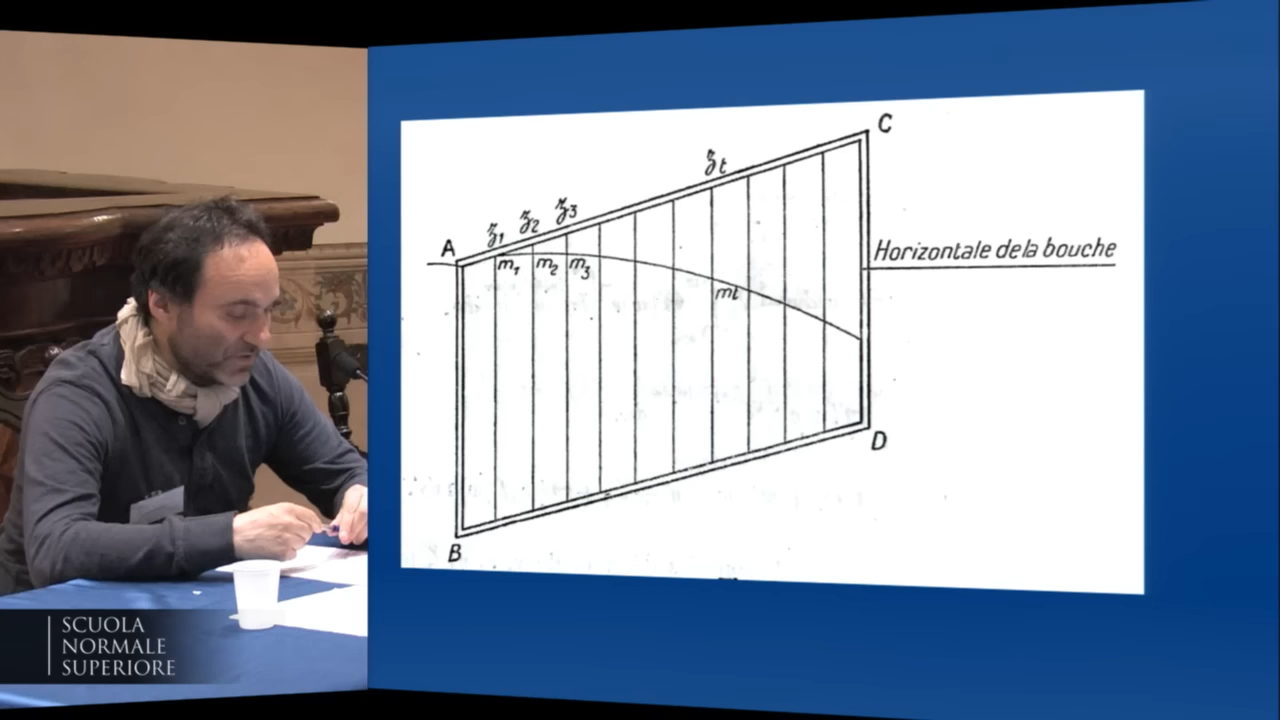 A
B
C
D
z1
z2
z3
zt
m1
m2
m3
mt
Horizontale de la bouche
SCUOLA
NORMALE
SUPERIORE